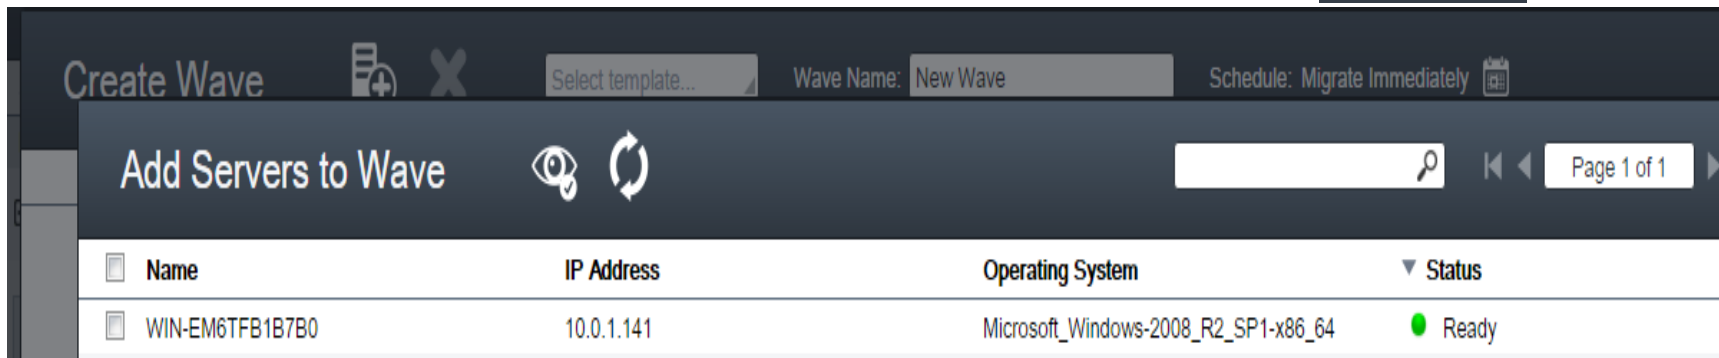 Create Wave Select template... Wave Name: New Wave Schedule: Migrate Immediately
Add Servers to Wave Page 1 of 1
Name IP Address Operating System Status
WIN-EM6TFB1B7B0 10.0.1.141 Microsoft_Windows-2008_R2_SP1-x86_64 Ready